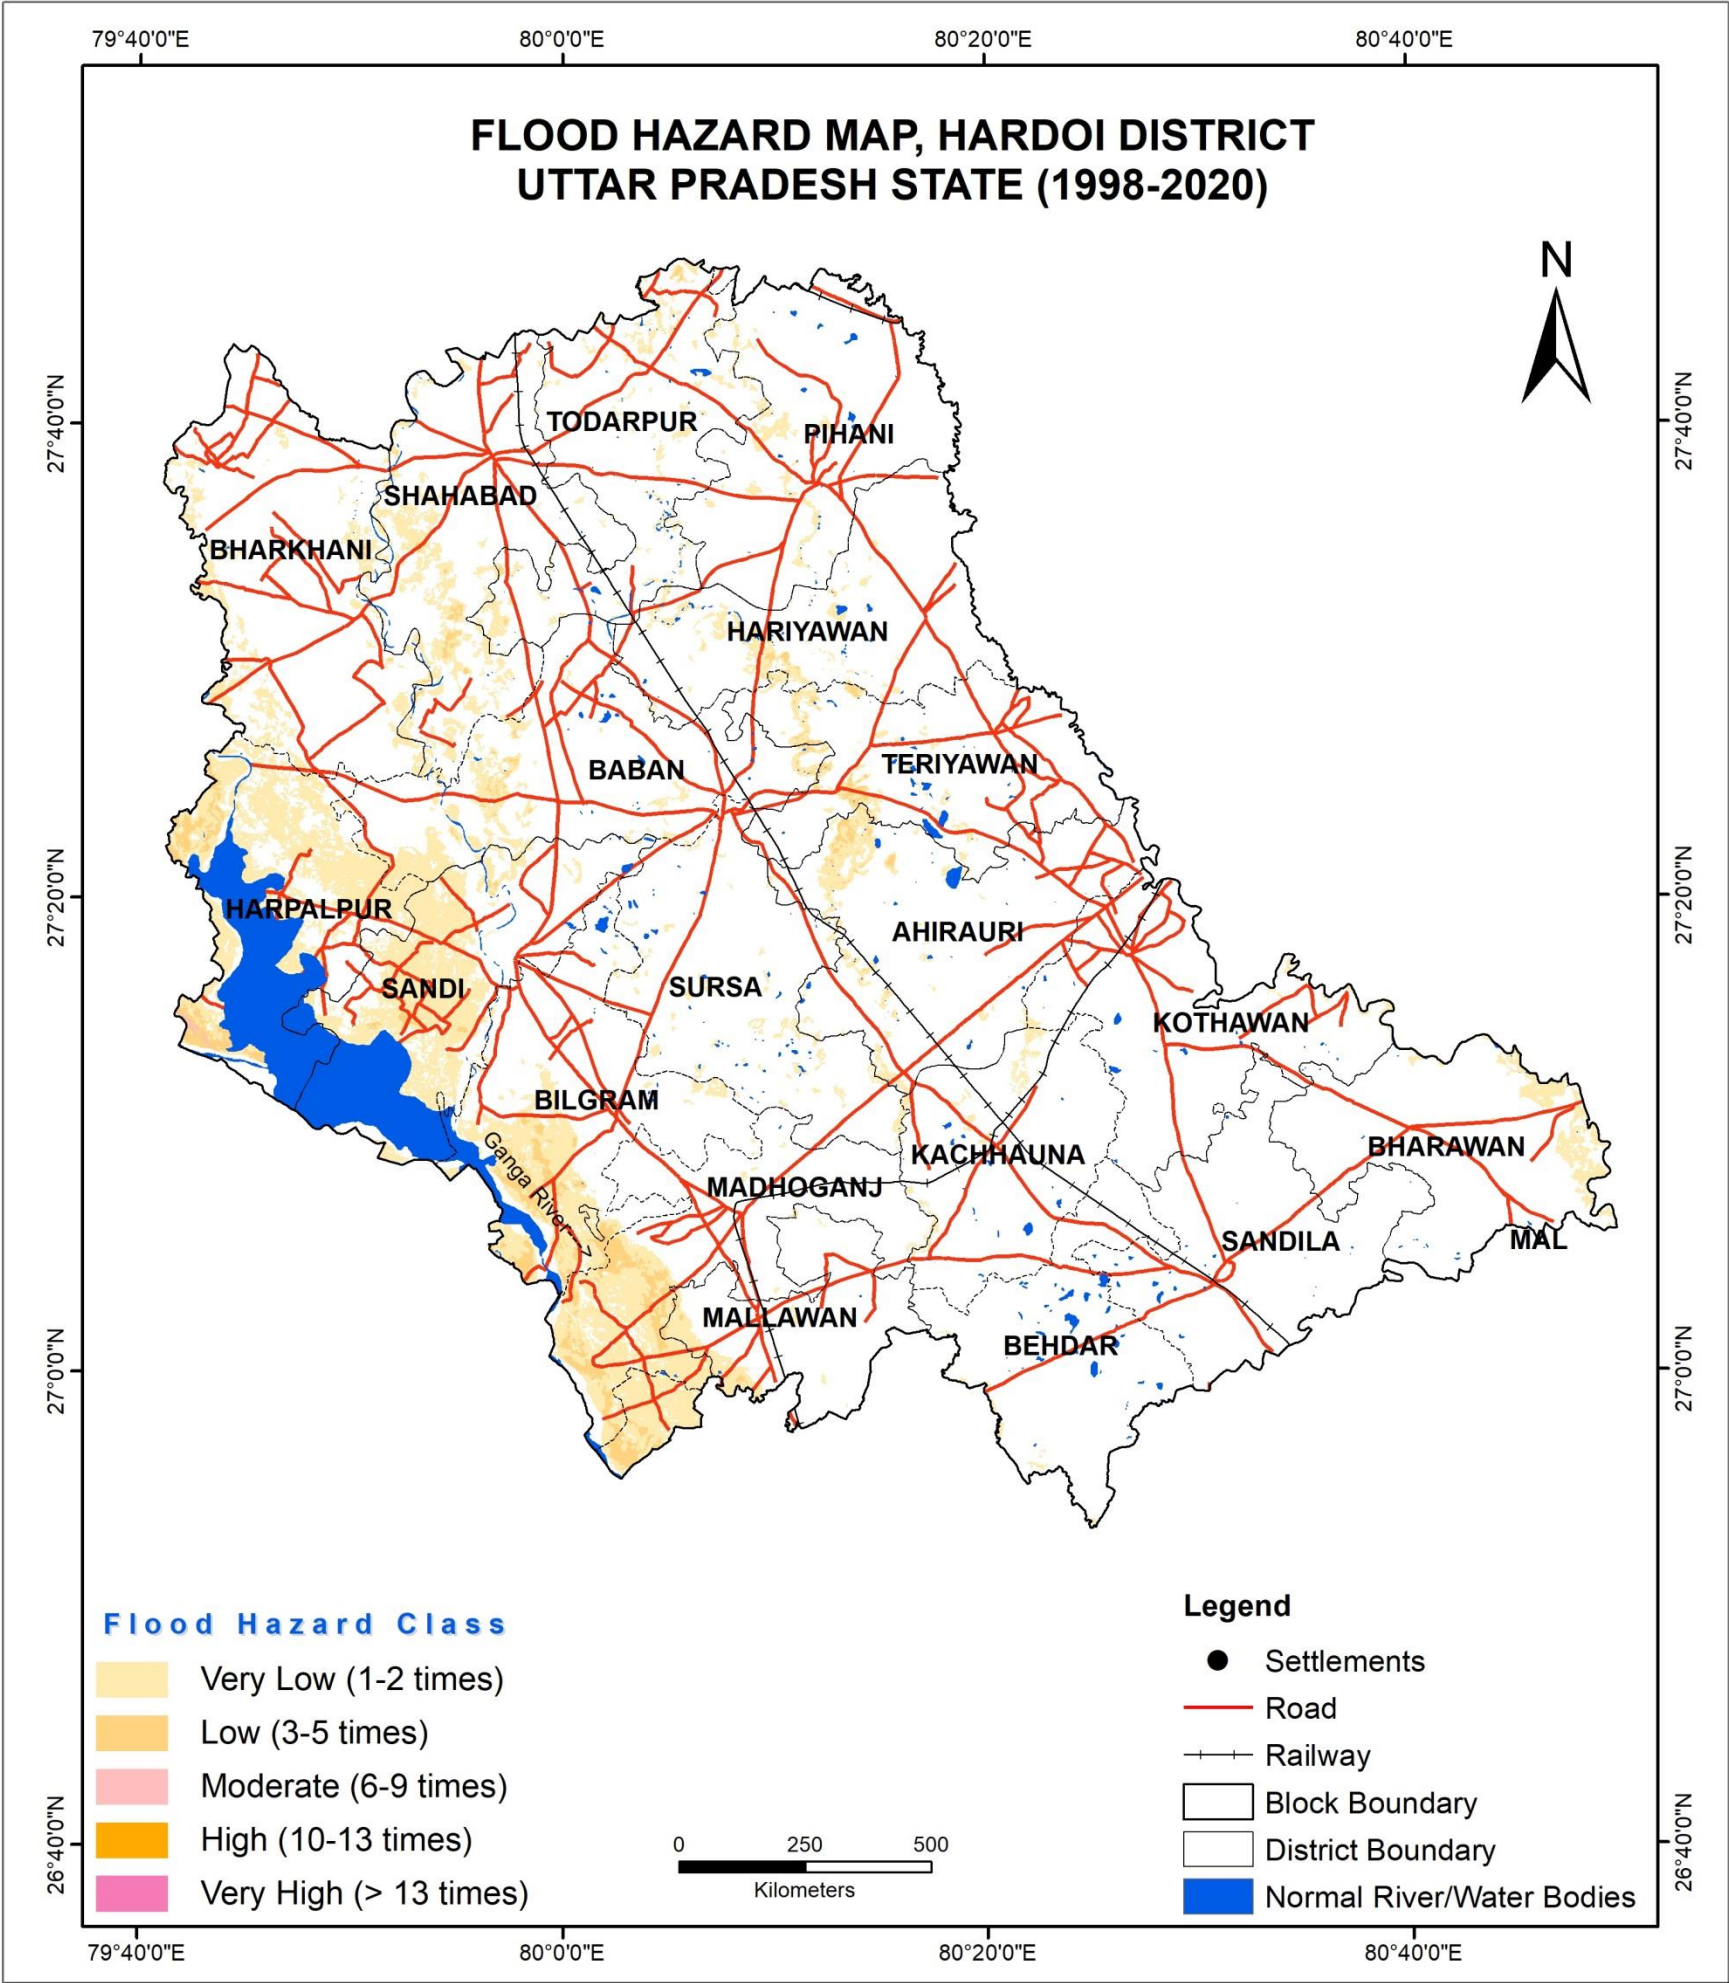 79°40'0"E
80°0'0"E
80°20'0"E
80°40'0"E
FLOOD HAZARD MAP, HARDOI DISTRICT
UTTAR PRADESH STATE (1998-2020)
N
27°40'0"N
27°40'0"N
TODARPUR
PIHANI
SHAHABAD
BHARKHANI
HARIYAWAN
BABAN
TERIYAWAN
27°20'0"N
27°20'0"N
HARPALPUR
AHIRAURI
SANDI
SURSA
KOTHAWAN
BILGRAM
Ganga River
KACHHAUNA
BHARAWAN
MADHOGANJ
SANDILA
MAL
MALLAWAN
BEHDAR
27°0'0"N
27°0'0"N
Flood Hazard Class
Very Low (1-2 times)
Low (3-5 times)
Moderate (6-9 times)
High (10-13 times)
Very High (> 13 times)
0 250 500
Kilometers
Legend
Settlements
Road
Railway
Block Boundary
District Boundary
Normal River/Water Bodies
26°40'0"N
26°40'0"N
79°40'0"E
80°0'0"E
80°20'0"E
80°40'0"E